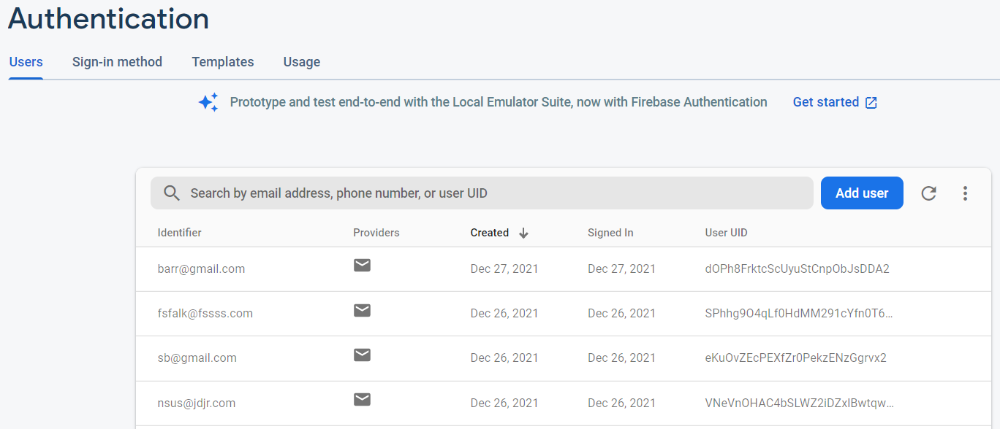 Authentication
Users Sign-in method Templates Usage
Prototype and test end-to-end with the Local Emulator Suite, now with Firebase Authentication Get started
Search by email address, phone number, or user UID Add user
Identifier Providers Created Signed In User UID
barr@gmail.com Dec 27, 2021 Dec 27, 2021 dOPh8FrktcScUyuStCnpObJsDDA2
fsfalk@fssss.com Dec 26, 2021 Dec 26, 2021 SPhhg9O4qLf0HdMM291cYfn0T6...
sb@gmail.com Dec 26, 2021 Dec 26, 2021 eKuOvZEcPEXfZr0PekzENzGgrvx2
nsus@jdjr.com Dec 26, 2021 Dec 26, 2021 VNeVnOHAC4bSLWZ2iDZxIBwtqw...